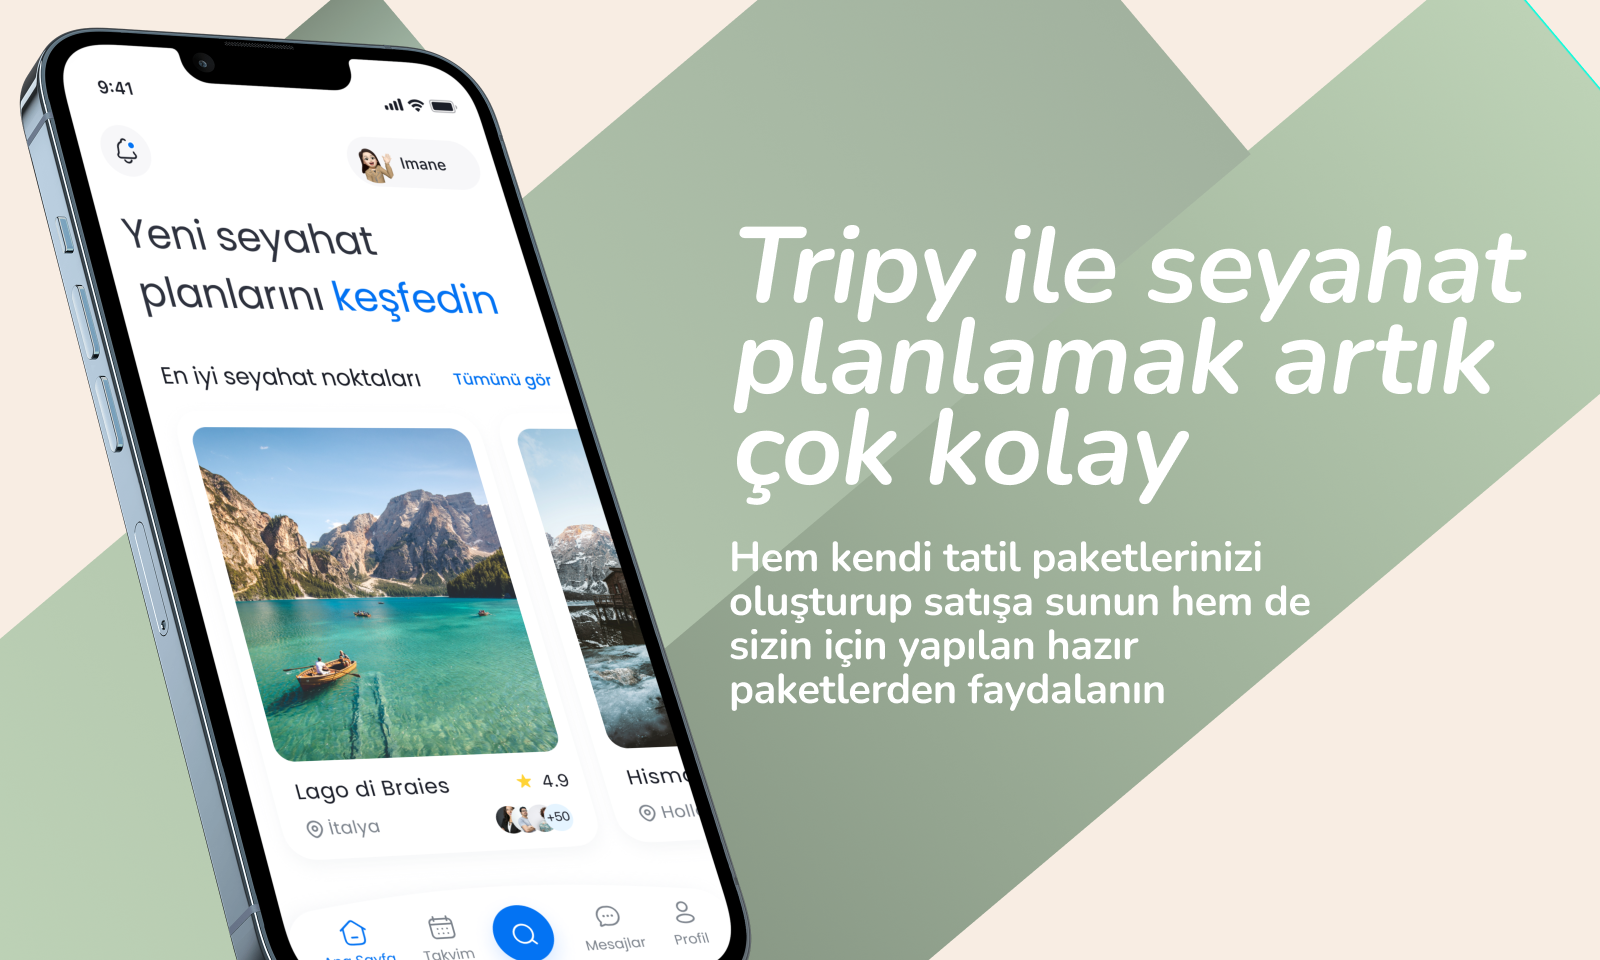 9:41
Imane
Yeni seyahat
planlarını keşfedin
En iyi seyahat noktaları
Tümünü gör
Lago di Braies
4.9
İtalya
+50
Takvim
Mesajlar
Profil
Ana Sayfa
Tripy ile seyahat
planlamak artık
çok kolay
Hem kendi tatil paketlerinizi
oluşturup satışa sunun hem de
sizin için yapılan hazır
paketlerden faydalanın